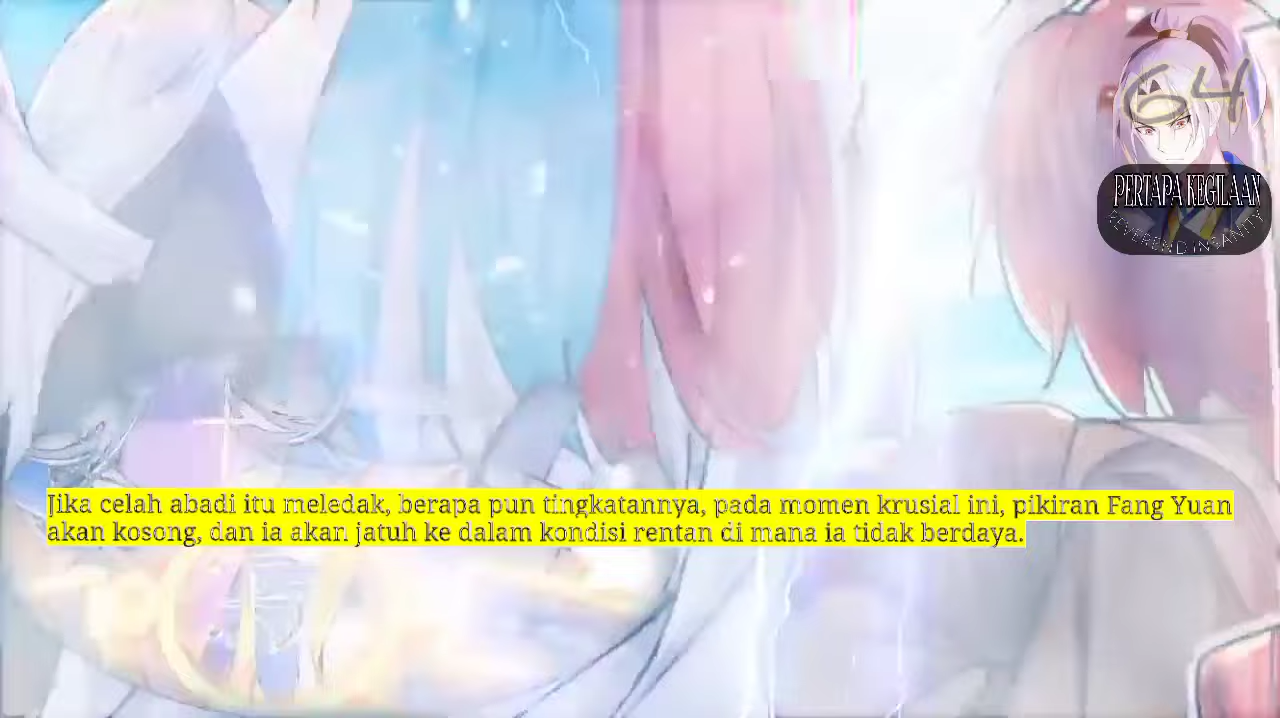 64
PERTAPA KEGILAAN
REVEREND INSANITY
Jika celah abadi itu meledak, berapa pun tingkatannya, pada momen krusial ini, pikiran Fang Yuan
akan kosong, dan ia akan jatuh ke dalam kondisi rentan di mana ia tidak berdaya.